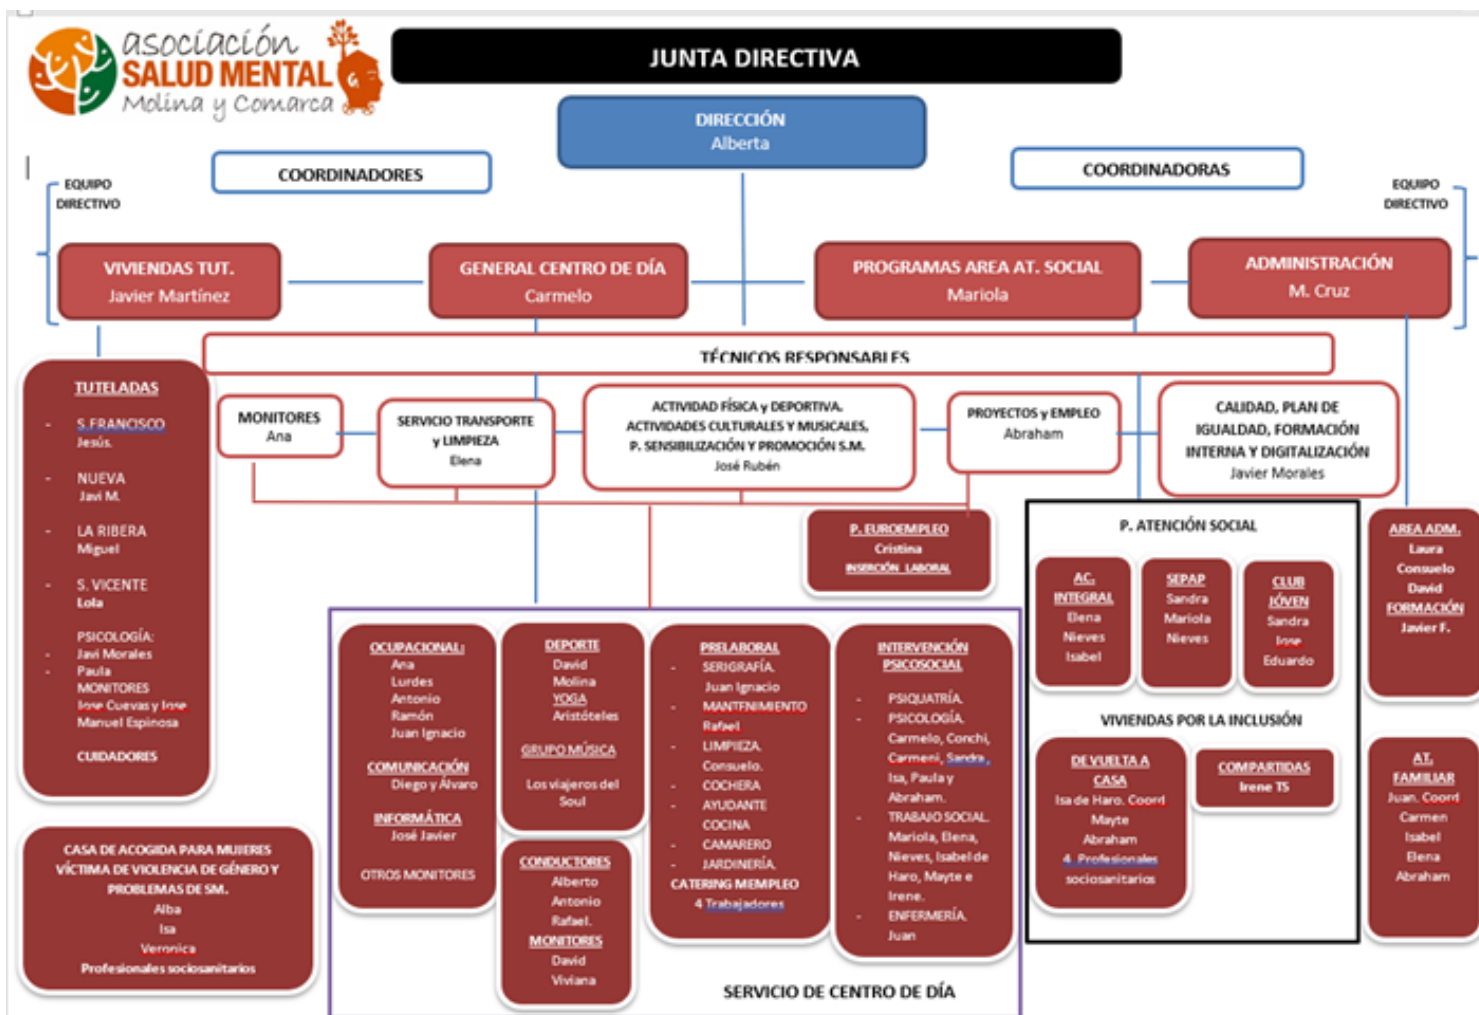 asociación
SALUD MENTAL
Molina y Comarca
JUNTA DIRECTIVA
DIRECCIÓN
Alberta
COORDINADORES
COORDINADORAS
EQUIPO
DIRECTIVO
EQUIPO
DIRECTIVO
VIVIENDAS TUT.
Javier Martínez
GENERAL CENTRO DE DÍA
Carmelo
PROGRAMAS AREA AT. SOCIAL
Mariola
ADMINISTRACIÓN
M. Cruz
TÉCNICOS RESPONSABLES
MONITORES
Ana
SERVICIO TRANSPORTE
y LIMPIEZA
Elena
ACTIVIDAD FÍSICA y DEPORTIVA.
ACTIVIDADES CULTURALES Y MUSICALES,
P. SENSIBILIZACIÓN Y PROMOCIÓN S.M.
José Rubén
PROYECTOS y EMPLEO
Abraham
CALIDAD, PLAN DE
IGUALDAD, FORMACIÓN
INTERNA Y DIGITALIZACIÓN
Javier Morales
TUTELADAS
- S.FRANCISCO
Jesús.
- NUEVA
Javi M.
- LA RIBERA
Miguel
- S. VICENTE
Lola
PSICOLOGÍA:
- Javi Morales
- Paula
MONITORES
Jose Cuevas y Jose
Manuel Espinosa
CUIDADORES
CASA DE ACOGIDA PARA MUJERES
VÍCTIMA DE VIOLENCIA DE GÉNERO Y
PROBLEMAS DE SM.
Alba
Isa
Veronica
Profesionales sociosanitarios
P. EUROEMPLEO
Cristina
INSERCIÓN LABORAL
OCUPACIONAL:
Ana
Lurdes
Antonio
Ramón
Juan Ignacio
COMUNICACIÓN
Diego y Álvaro
INFORMÁTICA
José Javier
OTROS MONITORES
DEPORTE
David
Molina
YOGA
Aristóteles
GRUPO MÚSICA
Los viajeros del
Soul
CONDUCTORES
Alberto
Antonio
Rafael.
MONITORES
David
Viviana
PRELABORAL
- SERIGRAFÍA.
Juan Ignacio
- MANTENIMIENTO
Rafael
- LIMPIEZA.
Consuelo.
- COCHERA
- AYUDANTE
COCINA
- CAMARERO
- JARDINERÍA.
CATERING MEMPLEO
4 Trabajadores
INTERVENCIÓN
PSICOSOCIAL
- PSIQUATRÍA.
- PSICOLOGÍA.
Carmelo, Conchi,
Carmeni, Sandra,
Isa, Paula y
Abraham.
- TRABAJO SOCIAL.
Mariola, Elena,
Nieves, Isabel de
Haro, Mayte e
Irene.
- ENFERMERÍA.
Juan
SERVICIO DE CENTRO DE DÍA
P. ATENCIÓN SOCIAL
AC.
INTEGRAL
Elena
Nieves
Isabel
SEPAP
Sandra
Mariola
Nieves
CLUB
JÓVEN
Sandra
Jose
Eduardo
VIVIENDAS POR LA INCLUSIÓN
DE VUELTA A
CASA
Isa de Haro. Coord
Mayte
Abraham
4 Profesionales
sociosanitarios
COMPARTIDAS
Irene TS
AREA ADM.
Laura
Consuelo
David
FORMACIÓN
Javier F.
AT.
FAMILIAR
Juan. Coord
Carmen
Isabel
Elena
Abraham